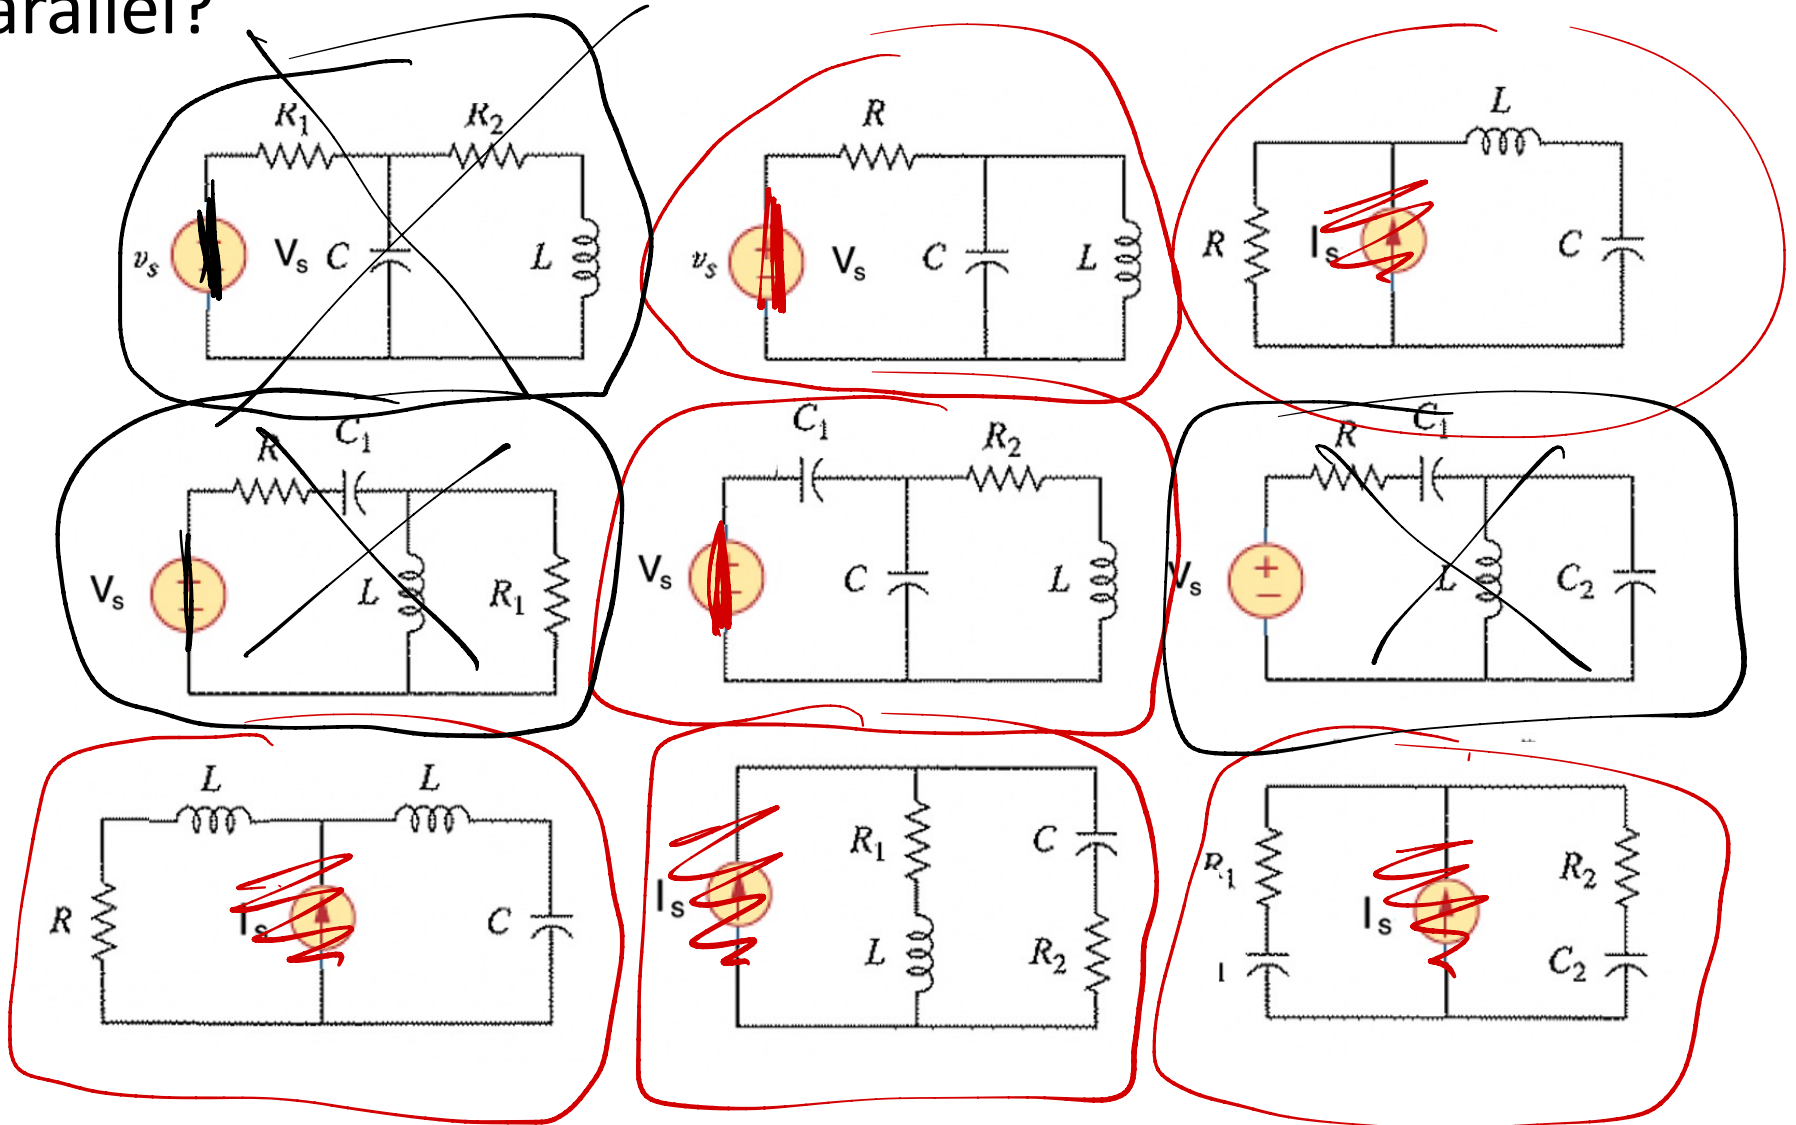 arallel?
R1 R2
vs Vs C L
R
vs Vs C L
L
R Is C
R C1
Vs L R1
C1 R2
Vs C L
R C1
Vs L C2
L L
R Is C
R1 C
Is L R2
R1 Is R2
C2